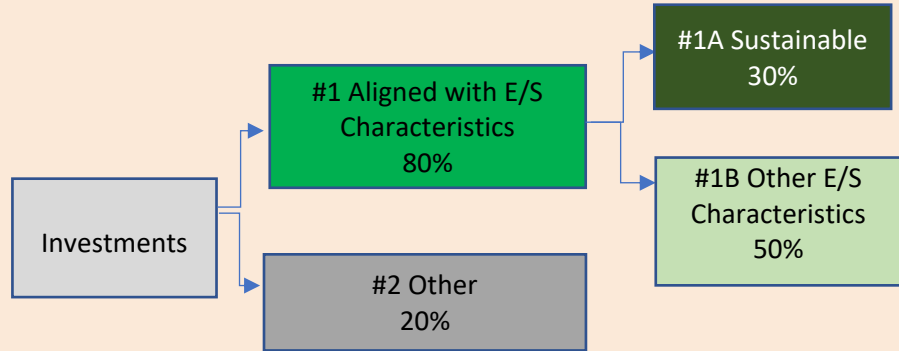 Investments
#1 Aligned with E/S
Characteristics
80%
#2 Other
20%
#1A Sustainable
30%
#1B Other E/S
Characteristics
50%